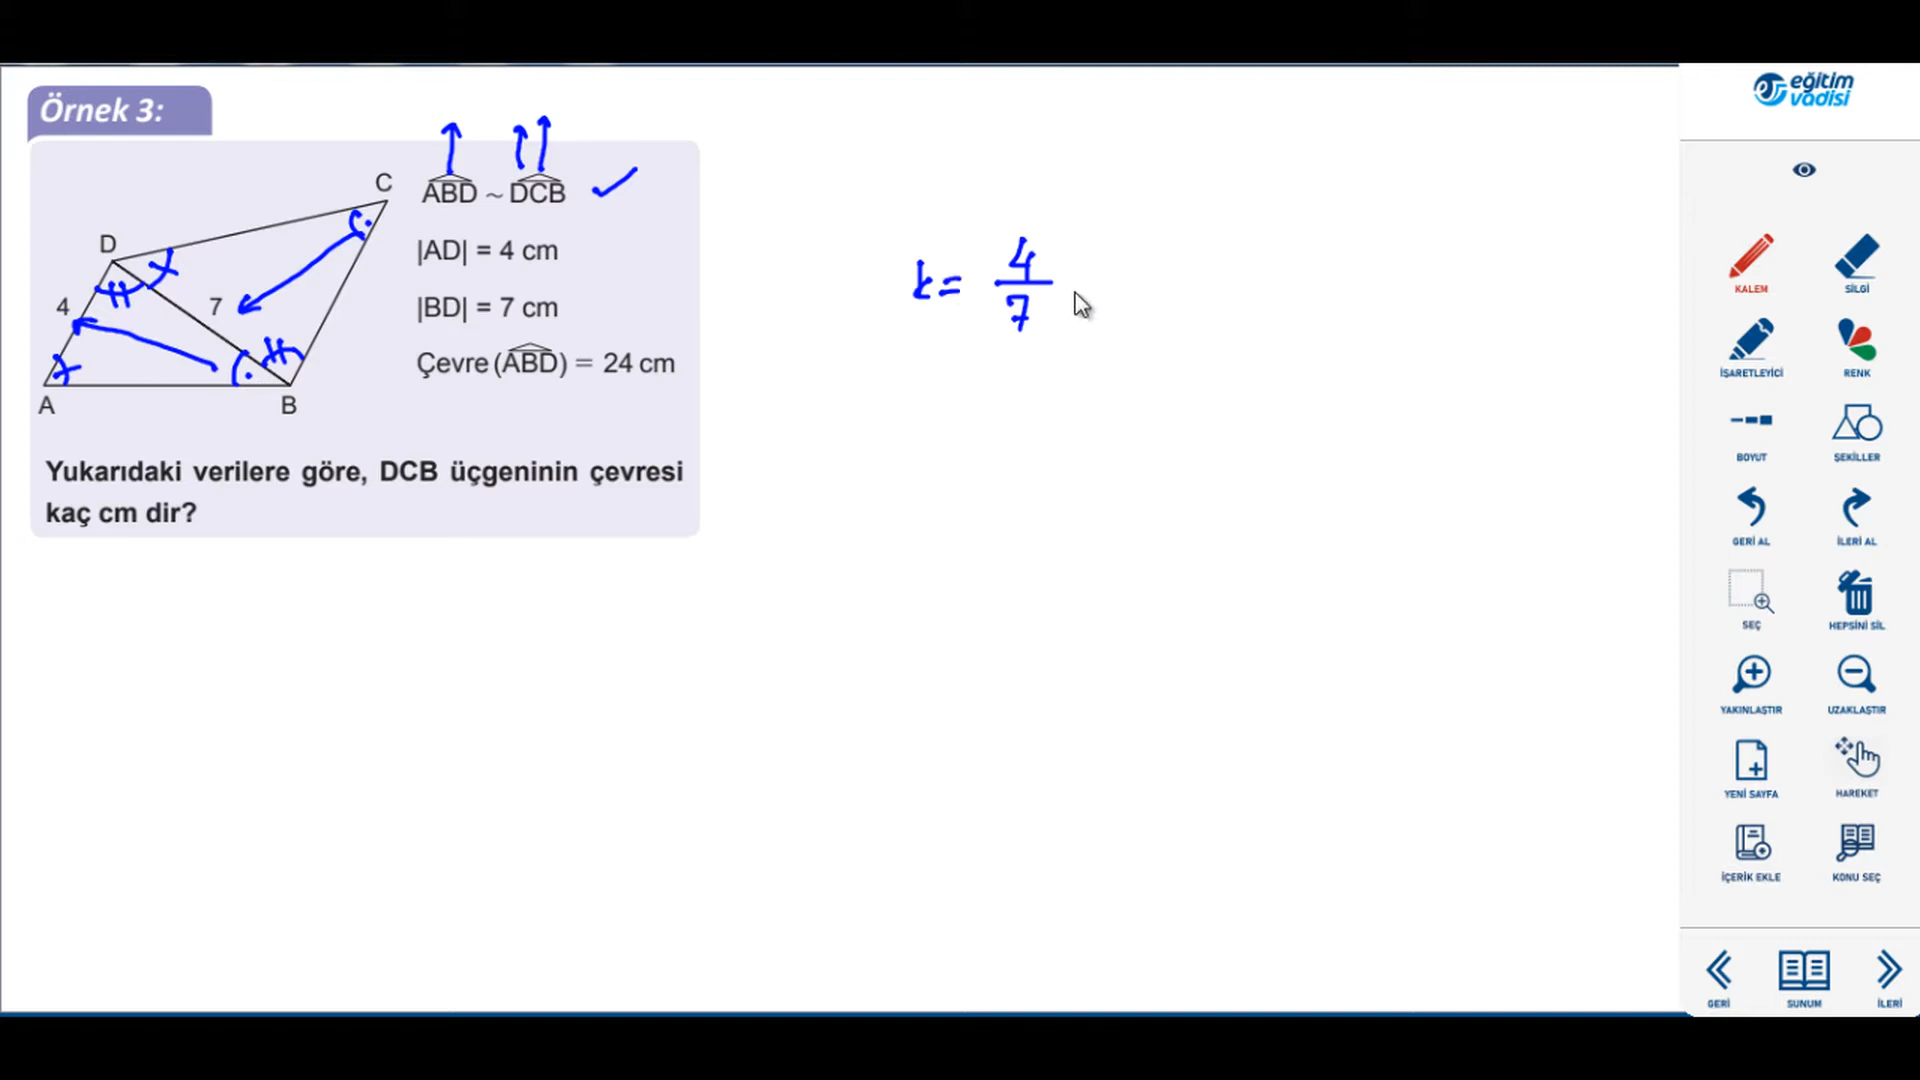 Örnek 3:
ABD ~ DCB
|AD| = 4 cm
|BD| = 7 cm
Çevre (ABD) = 24 cm
C
D
4
7
A
B
Yukarıdaki verilere göre, DCB üçgeninin çevresi
kaç cm dir?
k = 4/7
eğitim
vadisi
KALEM
SİLGİ
İŞARETLEYİCİ
RENK
BOYUT
ŞEKİLLER
GERİ AL
İLERİ AL
SEÇ
HEPSİNİ SİL
YAKINLAŞTIR
UZAKLAŞTIR
YENİ SAYFA
HAREKET
İÇERİK EKLE
KONU SEÇ
GERİ
SUNUM
İLERİ